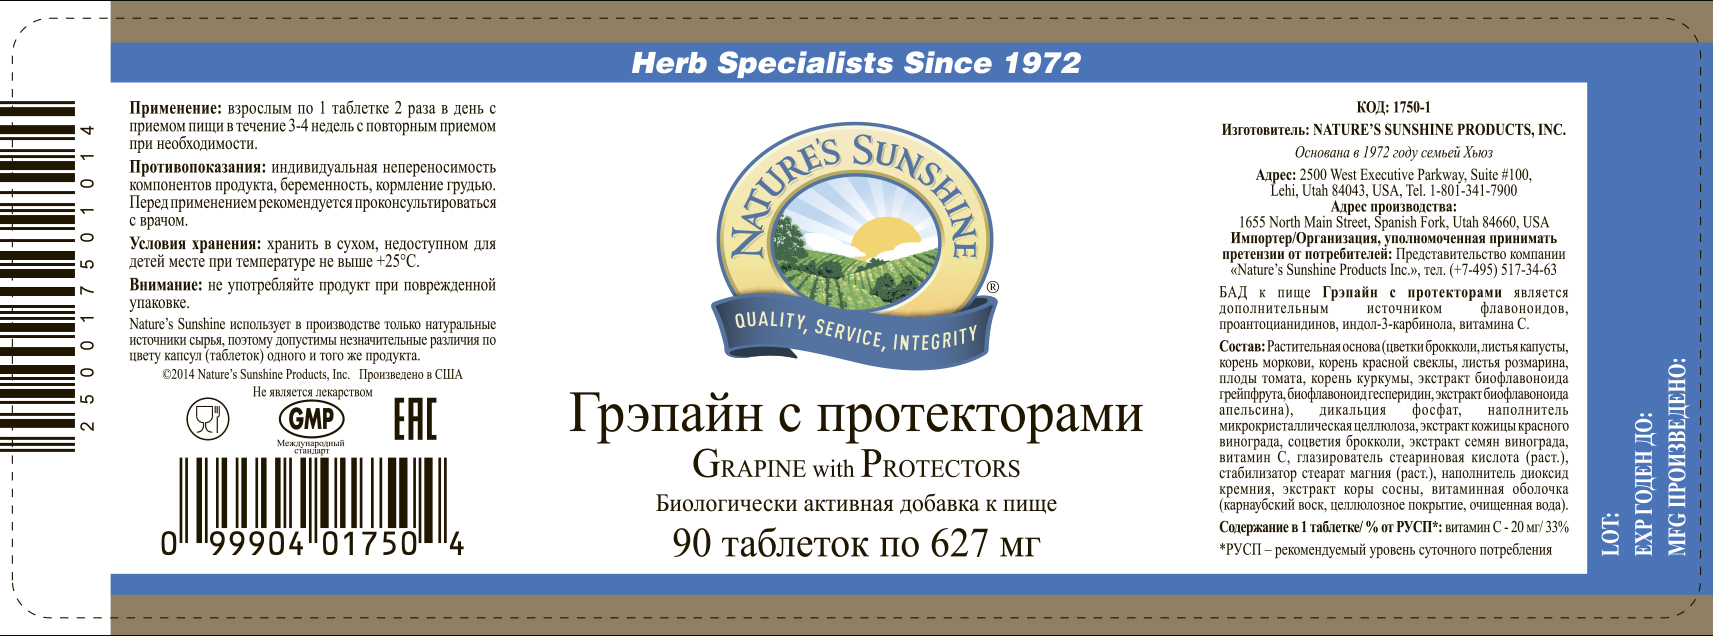 Herb Specialists Since 1972
25001750101014
Применение: взрослым по 1 таблетке 2 раза в день с
приемом пищи в течение 3-4 недель с повторным приемом
при необходимости.
Противопоказания: индивидуальная непереносимость
компонентов продукта, беременность, кормление грудью.
Перед применением рекомендуется проконсультироваться
с врачом.
Условия хранения: хранить в сухом, недоступном для
детей месте при температуре не выше +25°С.
Внимание: не употребляйте продукт при поврежденной
упаковке.
Nature's Sunshine использует в производстве только натуральные
источники сырья, поэтому допустимы незначительные различия по
цвету капсул (таблеток) одного и того же продукта.
©2014 Nature's Sunshine Products, Inc. Произведено в США
Не является лекарством
GMP
EAC
Международный
стандарт
0 99904 01750 4
NATURE'S SUNSHINE
®
QUALITY, SERVICE, INTEGRITY
Грэпайн с протекторами
GRAPINE with PROTECTORS
Биологически активная добавка к пище
90 таблеток по 627 мг
КОД: 1750-1
Изготовитель: NATURE'S SUNSHINE PRODUCTS, INC.
Основана в 1972 году семьей Хьюз
Адрес: 2500 West Executive Parkway, Suite #100,
Lehi, Utah 84043, USA, Tel. 1-801-341-7900
Адрес производства:
1655 North Main Street, Spanish Fork, Utah 84660, USA
Импортер/Организация, уполномоченная принимать
претензии от потребителей: Представительство компании
«Nature's Sunshine Products Inc.», тел. (+7-495) 517-34-63
БАД к пище Грэпайн с протекторами является
дополнительным источником флавоноидов,
проантоцианидинов, индол-3-карбинола, витамина С.
Состав: Растительная основа (цветки брокколи, листья капусты,
корень моркови, корень красной свеклы, листья розмарина,
плоды томата, корень куркумы, экстракт биофлавоноида
грейпфрута, биофлавоноид гесперидин, экстракт биофлавоноида
апельсина), дикальция фосфат, наполнитель
микрокристаллическая целлюлоза, экстракт кожицы красного
винограда, соцветия брокколи, экстракт семян винограда,
витамин С, глазирователь стеариновая кислота (раст.),
стабилизатор стеарат магния (раст.), наполнитель диоксид
кремния, экстракт коры сосны, витаминная оболочка
(карнаубский воск, целлюлозное покрытие, очищенная вода).
Содержание в 1 таблетке/ % от РУСП*: витамин С - 20 мг/ 33%
*РУСП – рекомендуемый уровень суточного потребления
LOT:
EXP ГОДЕН ДО:
MFG ПРОИЗВЕДЕНО: